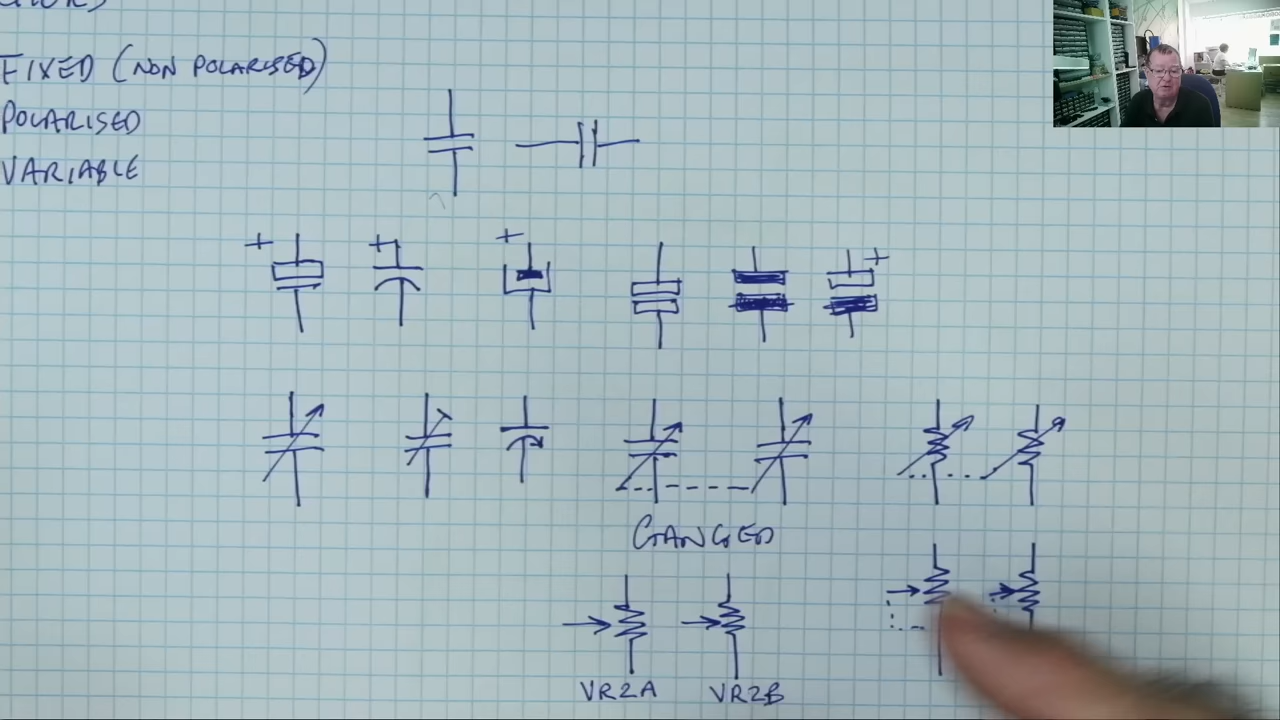 FIXED (NON POLARISED)
POLARISED
VARIABLE
+ + + +
GANGED
VR2A VR2B